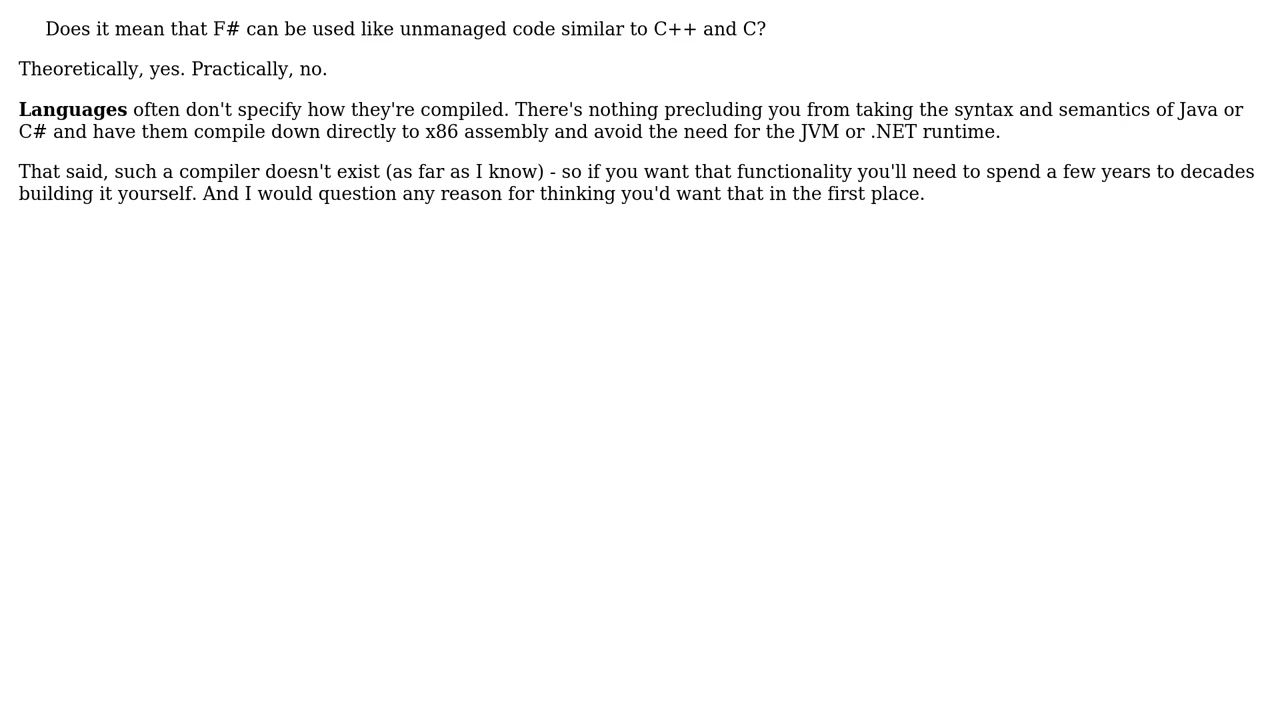 Does it mean that F# can be used like unmanaged code similar to C++ and C?
Theoretically, yes. Practically, no.
Languages often don't specify how they're compiled. There's nothing precluding you from taking the syntax and semantics of Java or
C# and have them compile down directly to x86 assembly and avoid the need for the JVM or .NET runtime.
That said, such a compiler doesn't exist (as far as I know) - so if you want that functionality you'll need to spend a few years to decades
building it yourself. And I would question any reason for thinking you'd want that in the first place.